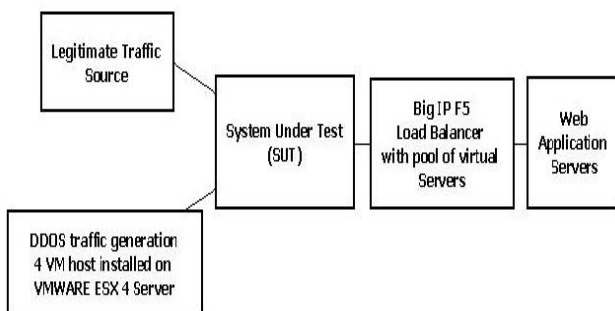 Legitimate Traffic
Source
System Under Test
(SUT)
Big IP F5
Load Balancer
with pool of virtual
Servers
Web
Application
Servers
DDOS traffic generation
4 VM host installed on
VMWARE ESX 4 Server